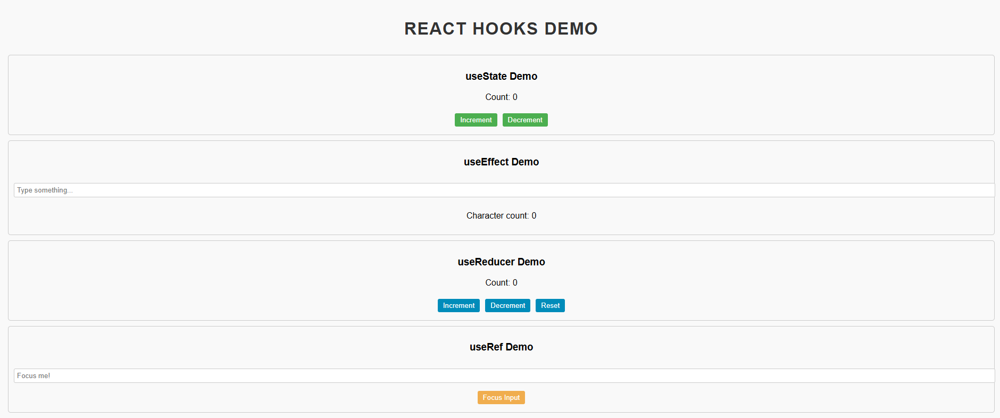 REACT HOOKS DEMO
useState Demo
Count: 0
Increment Decrement
useEffect Demo
Type something...
Character count: 0
useReducer Demo
Count: 0
Increment Decrement Reset
useRef Demo
Focus me!
Focus Input